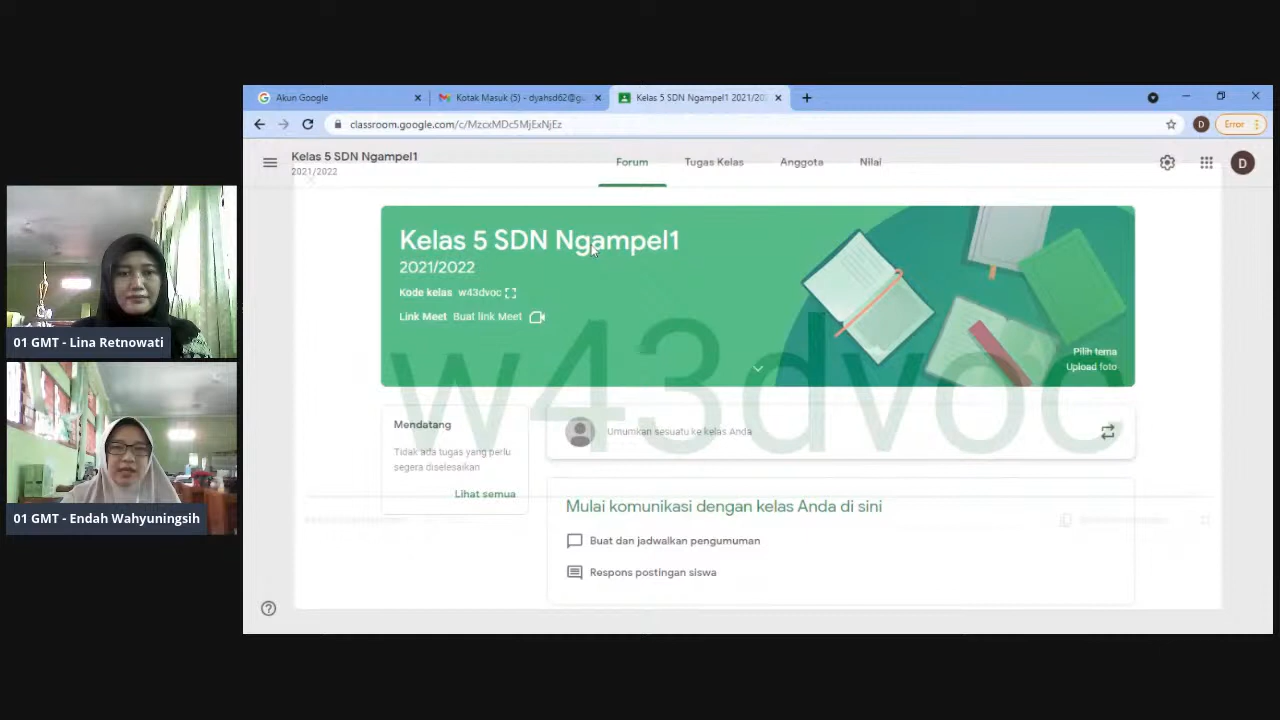 Akun Google
Kotak Masuk (5) - dyahsd62@g
Kelas 5 SDN Ngampel1 2021/20
classroom.google.com/c/MzcxMDc5MjExNjEz
D
Error
Kelas 5 SDN Ngampel1
2021/2022
Forum
Tugas Kelas
Anggota
Nilai
D
Kelas 5 SDN Ngampel1
2021/2022
Kode kelas w43dvoc
Link Meet Buat link Meet
Pilih tema
Upload foto
w43dvoc
Mendatang
Tidak ada tugas yang perlu
segera diselesaikan
Lihat semua
Umumkan sesuatu ke kelas Anda
Mulai komunikasi dengan kelas Anda di sini
Buat dan jadwalkan pengumuman
Respons postingan siswa
01 GMT - Lina Retnowati
01 GMT - Endah Wahyuningsih